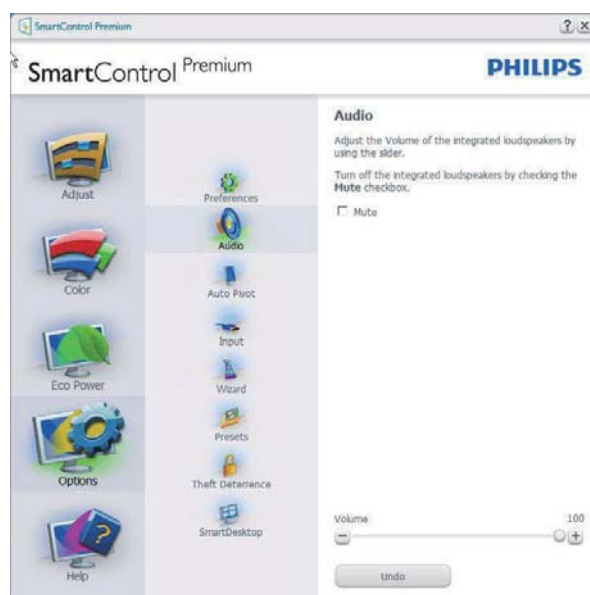 SmartControl Premium
SmartControl Premium
PHILIPS
Adjust
Color
Eco Power
Options
Help
Preferences
Audio
Auto Pivot
Input
Wizard
Presets
Theft Deterrence
SmartDesktop
Audio
Adjust the Volume of the integrated loudspeakers by
using the slider.
Turn off the integrated loudspeakers by checking the
Mute checkbox.
Mute
Volume 100
Undo